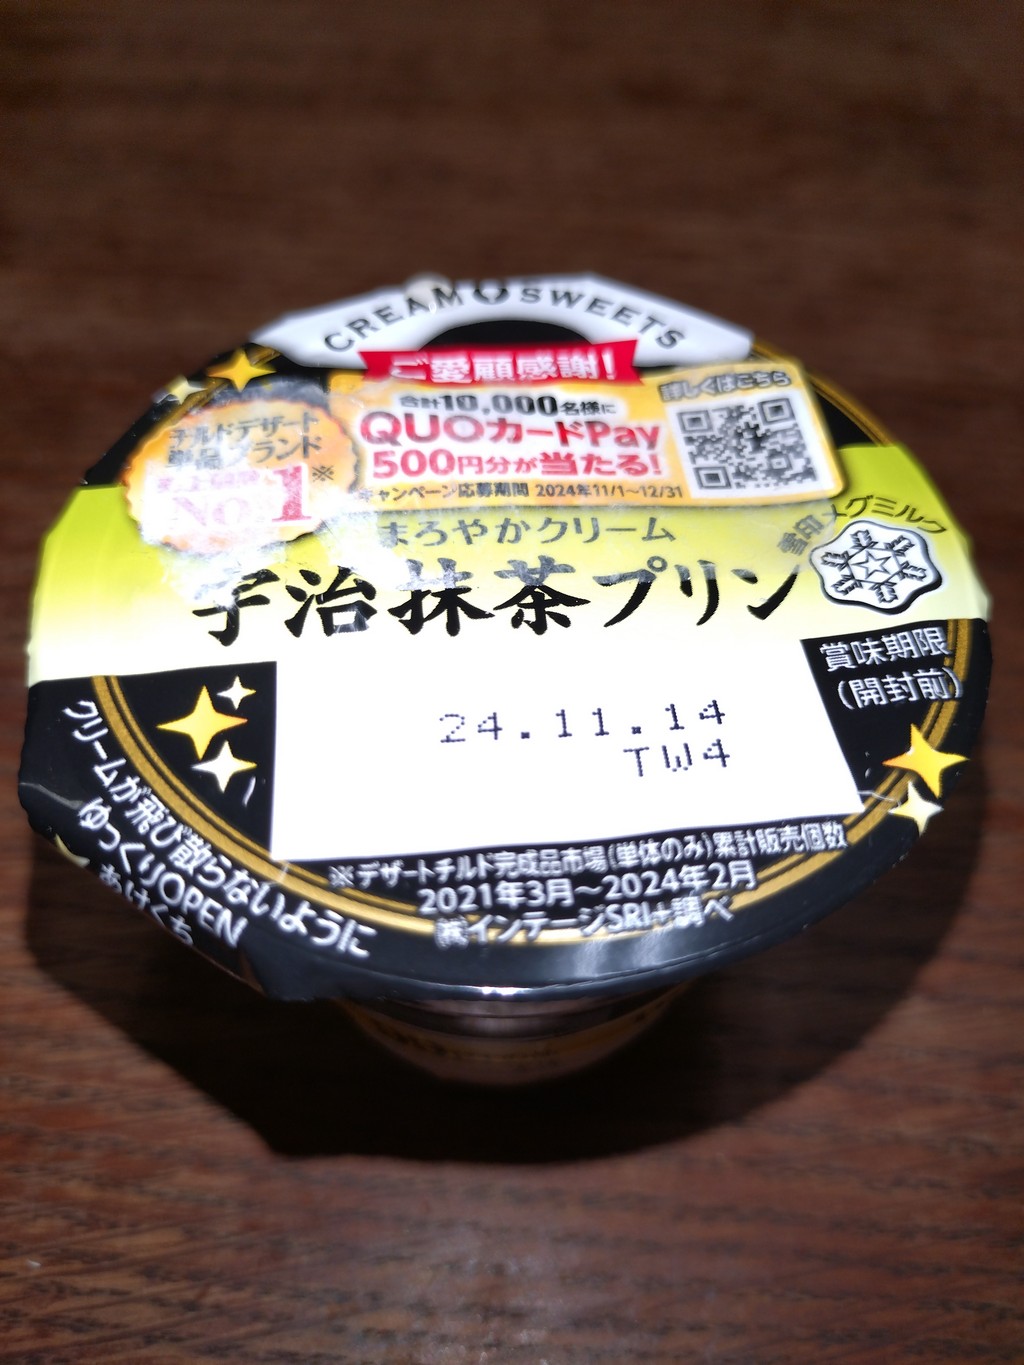 CREAM SWEETS
ご愛顧感謝!
合計10,000名様に
QUOカードPay
500円分が当たる!
キャンペーン応募期間 2024年11/1~12/31
詳しくはこちら
チルドデザート
単品ブランド
No.1※
まろやかクリーム
宇治抹茶プリン
雪印メグミルク
賞味期限
(開封前)
24.11.14
TW4
クリームが飛び散らないように
ゆっくりOPEN
あけくち
※デザートチルド完成品市場(単体のみ)累計販売個数
2021年3月~2024年2月
㈱インテージSRI+調べ